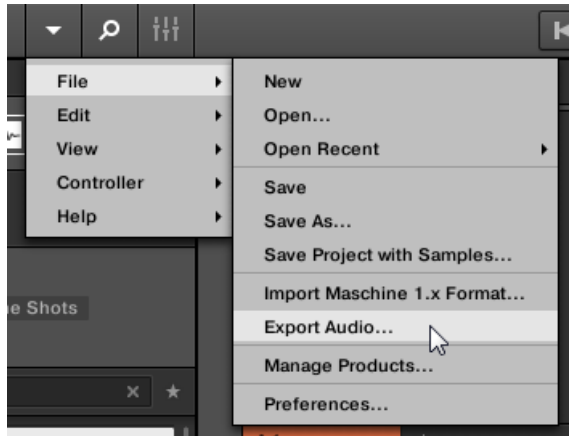 File
Edit
View
Controller
Help
New
Open...
Open Recent
Save
Save As...
Save Project with Samples...
Import Maschine 1.x Format...
Export Audio...
Manage Products...
Preferences...
Shots